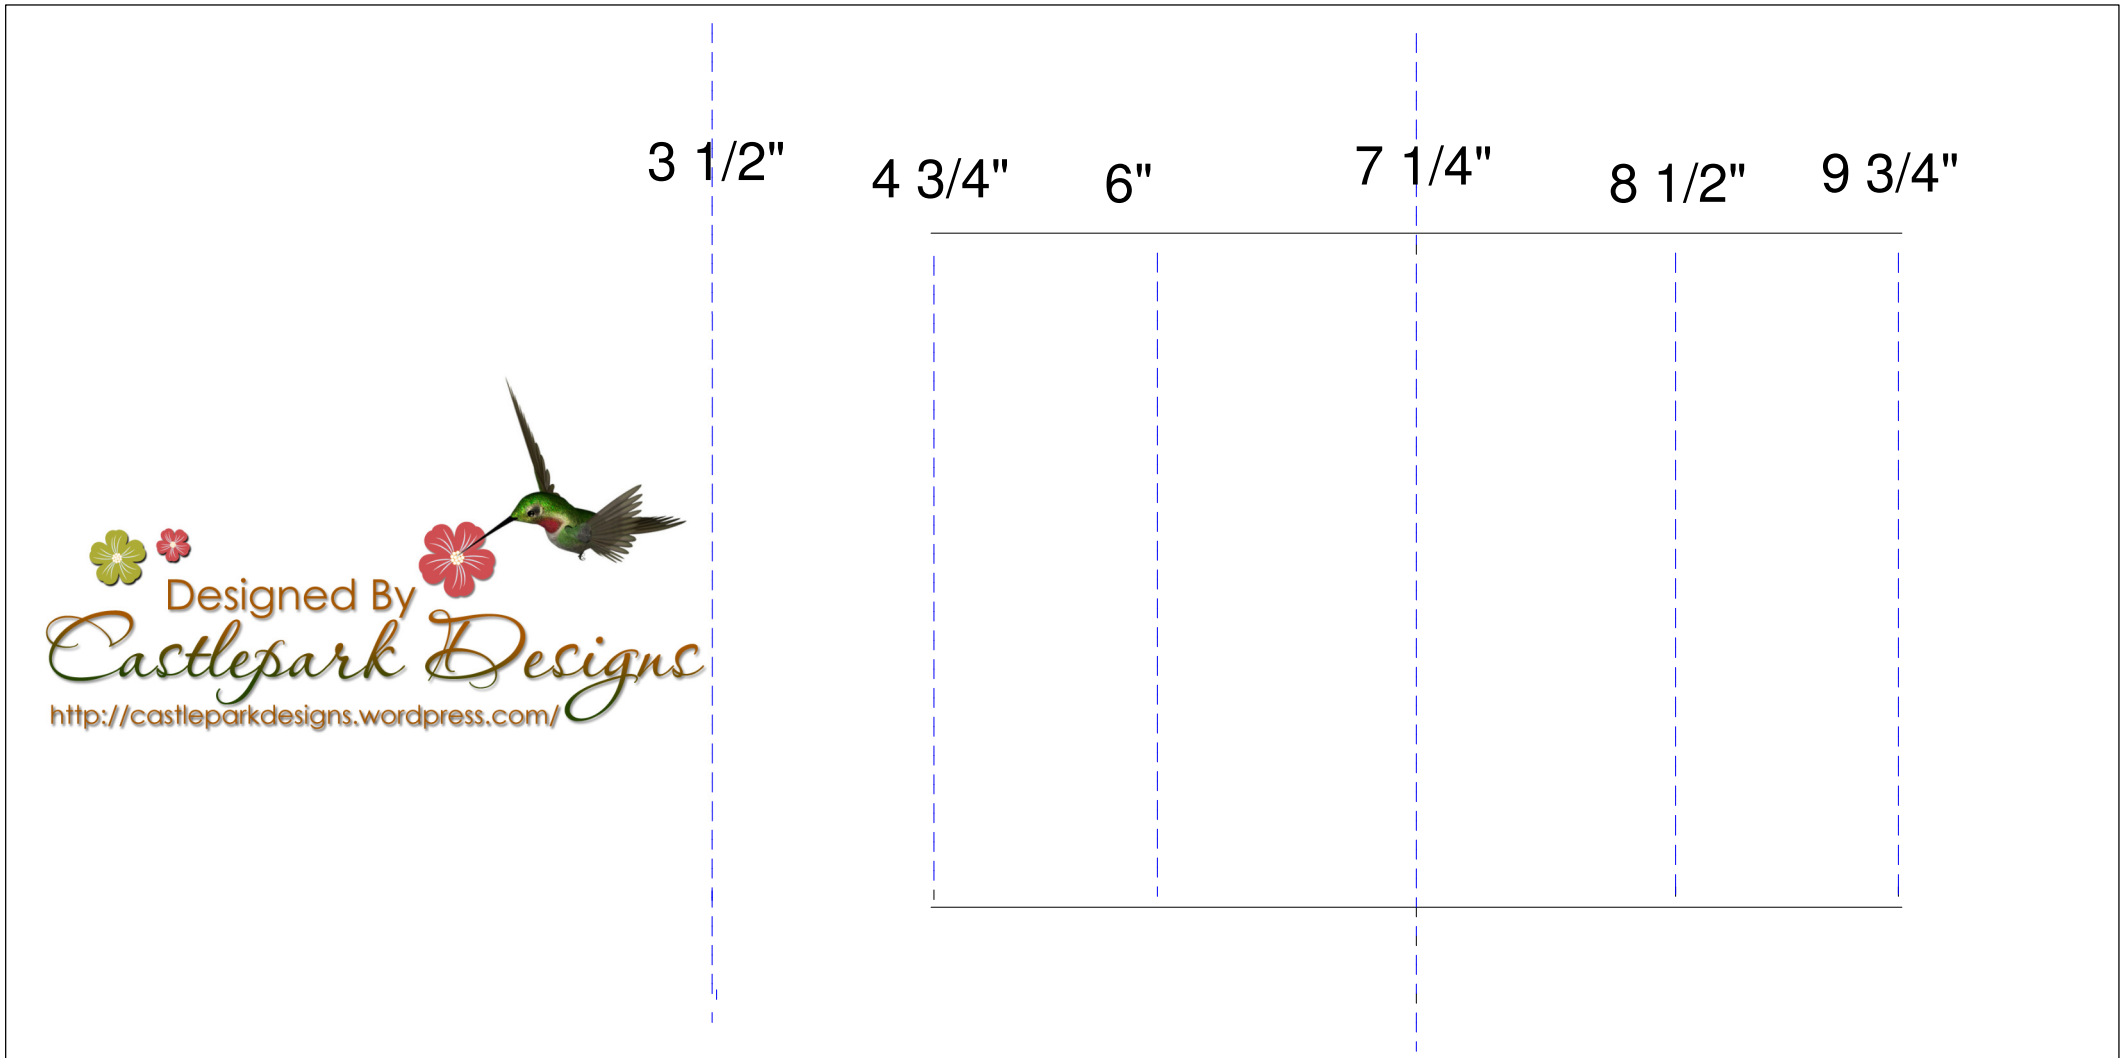 3 1/2"
4 3/4"
6"
7 1/4"
8 1/2"
9 3/4"
Designed By
Castlepark Designs
http://castleparkdesigns.wordpress.com/